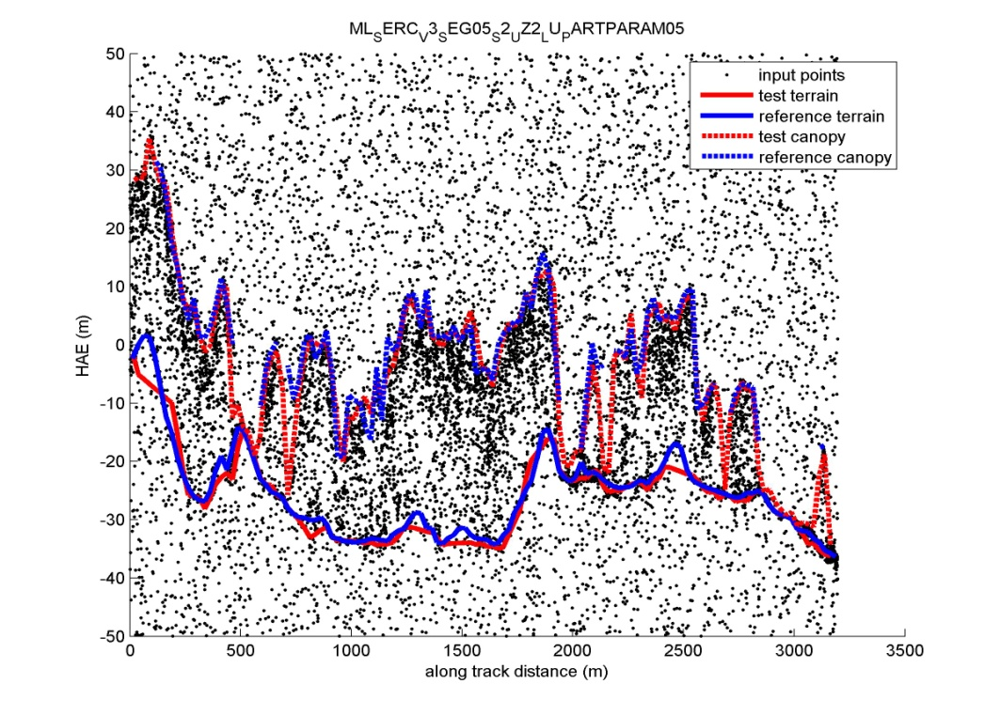 MLSERCV3SEG05S2UZ2LUPARTPARAM05
50
40
30
20
10
0
-10
-20
-30
-40
-50
HAE (m)
input points
test terrain
reference terrain
test canopy
reference canopy
0 500 1000 1500 2000 2500 3000 3500
along track distance (m)